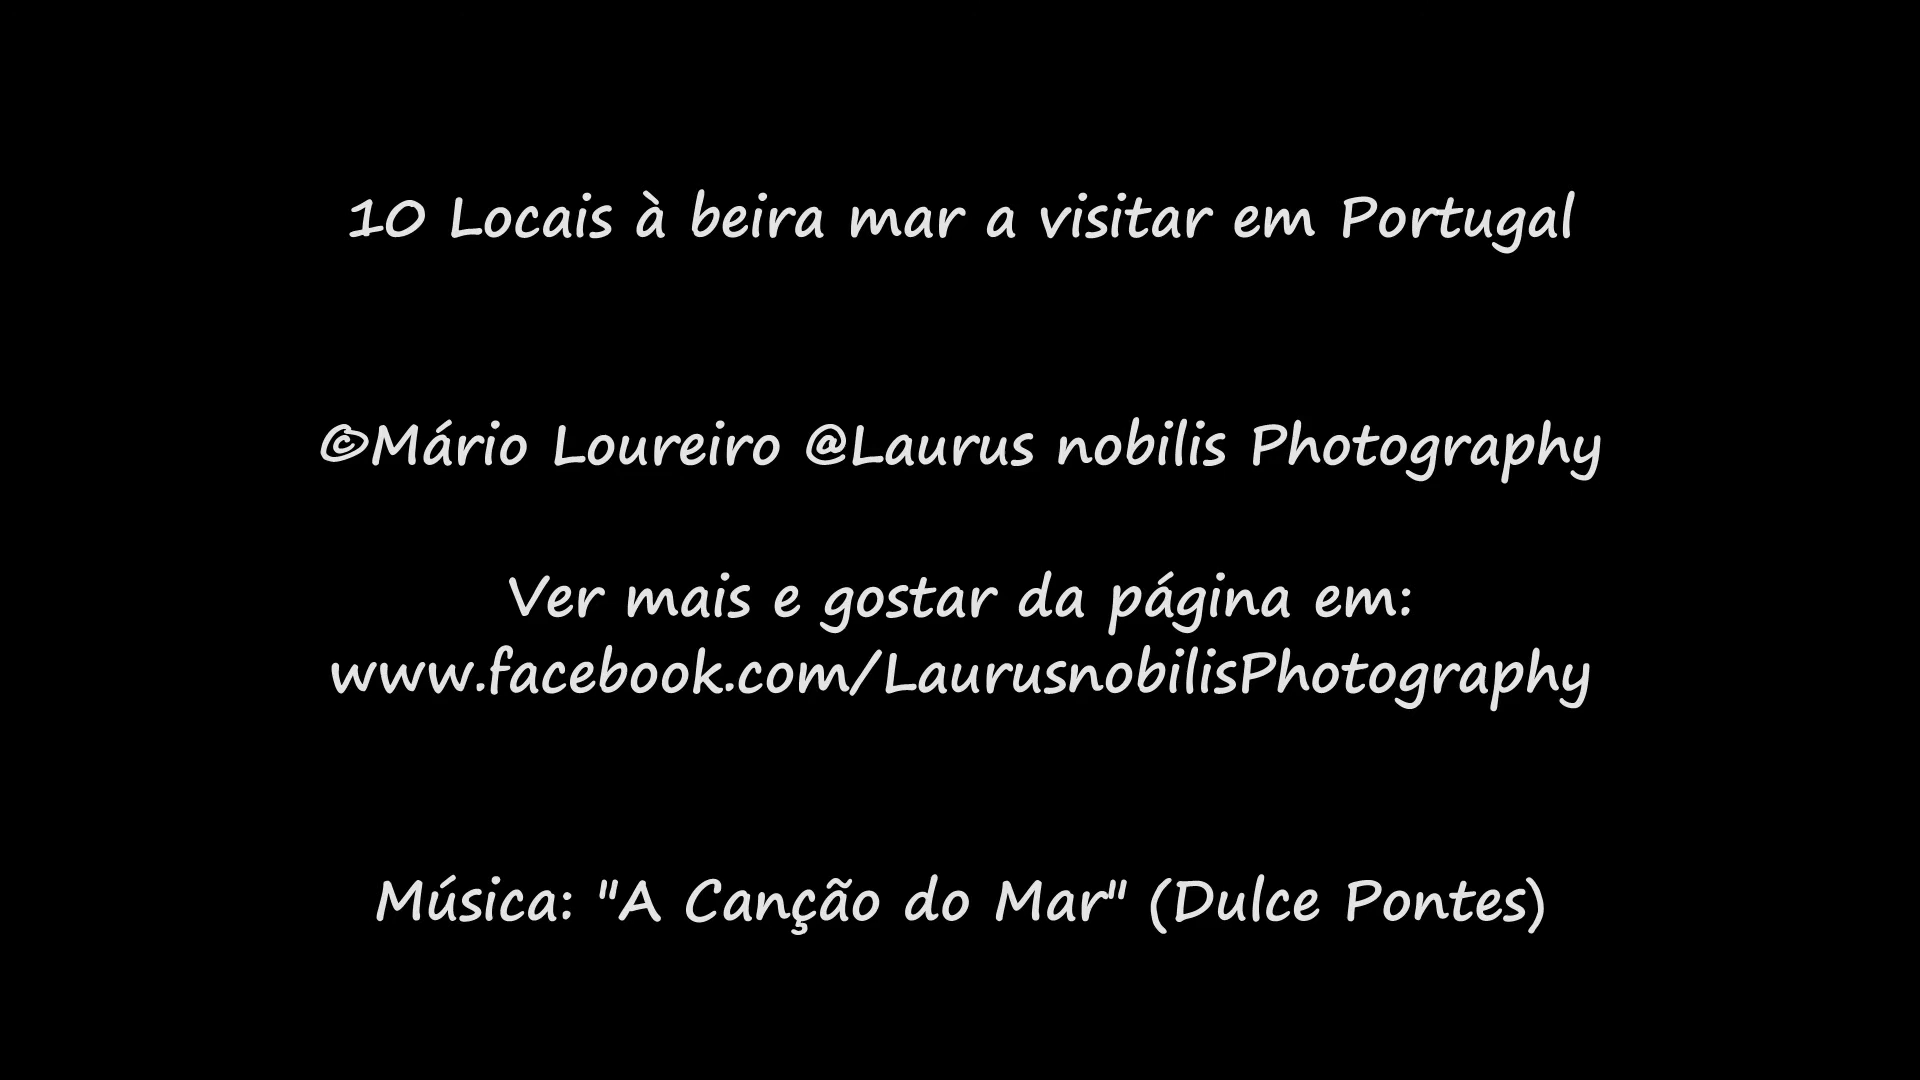 10 Locais à beira mar a visitar em Portugal
©Mário Loureiro @Laurus nobilis Photography
Ver mais e gostar da página em:
www.facebook.com/LaurusnobilisPhotography
Música: "A Canção do Mar" (Dulce Pontes)